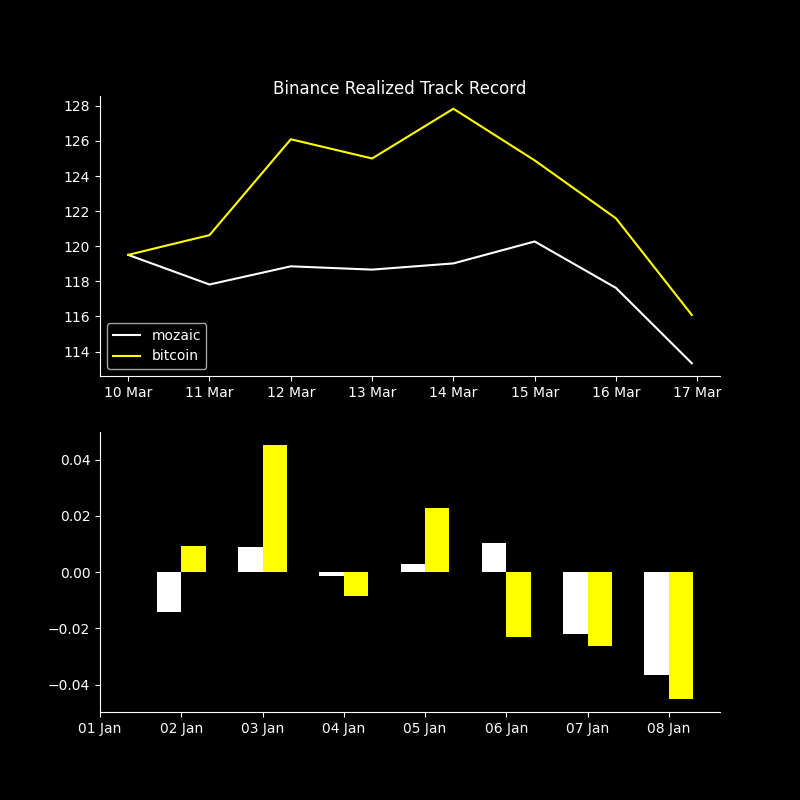 Binance Realized Track Record
128
126
124
122
120
118
116
114
mozaic
bitcoin
10 Mar 11 Mar 12 Mar 13 Mar 14 Mar 15 Mar 16 Mar 17 Mar
0.04
0.02
0.00
−0.02
−0.04
01 Jan 02 Jan 03 Jan 04 Jan 05 Jan 06 Jan 07 Jan 08 Jan